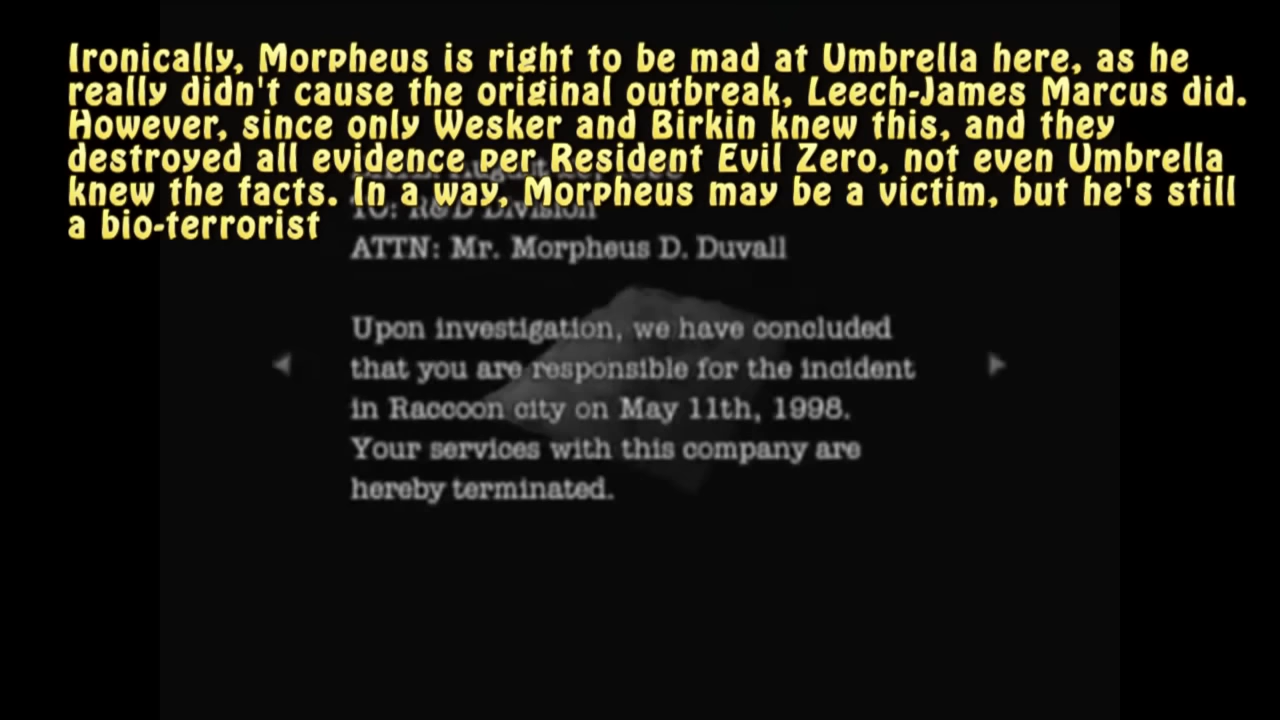 Ironically, Morpheus is right to be mad at Umbrella here, as he
really didn't cause the original outbreak, Leech-James Marcus did.
However, since only Wesker and Birkin knew this, and they
destroyed all evidence per Resident Evil Zero, not even Umbrella
knew the facts. In a way, Morpheus may be a victim, but he's still
a bio-terrorist
TO: R&D Division
ATTN: Mr. Morpheus D. Duvall
Upon investigation, we have concluded
that you are responsible for the incident
in Raccoon city on May 11th, 1998.
Your services with this company are
hereby terminated.